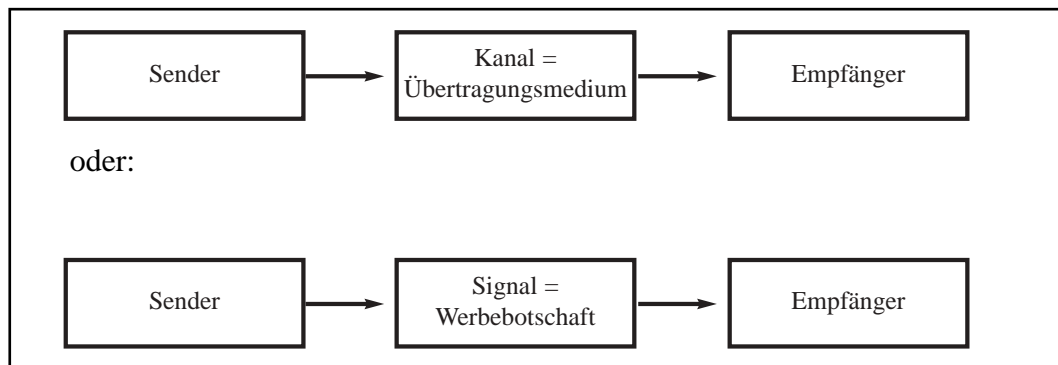 Sender
Kanal =
Übertragungsmedium
Empfänger
oder:
Sender
Signal =
Werbebotschaft
Empfänger